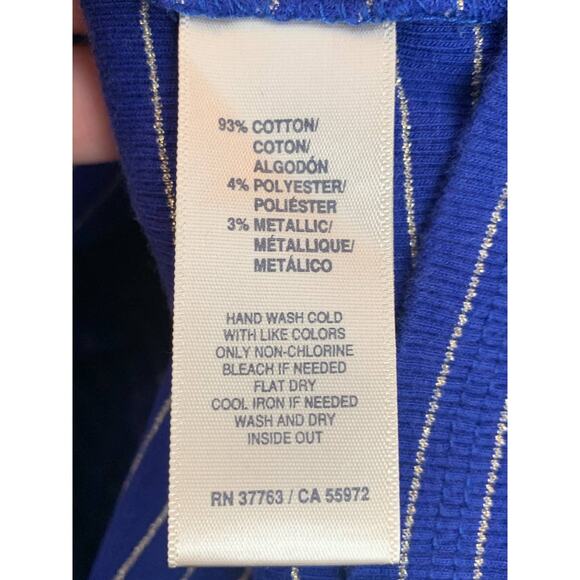 93% COTTON/
COTON/
ALGODÓN
4% POLYESTER/
POLIÉSTER
3% METALLIC/
MÉTALLIQUE/
METÁLICO
HAND WASH COLD
WITH LIKE COLORS
ONLY NON-CHLORINE
BLEACH IF NEEDED
FLAT DRY
COOL IRON IF NEEDED
WASH AND DRY
INSIDE OUT
RN 37763 / CA 55972